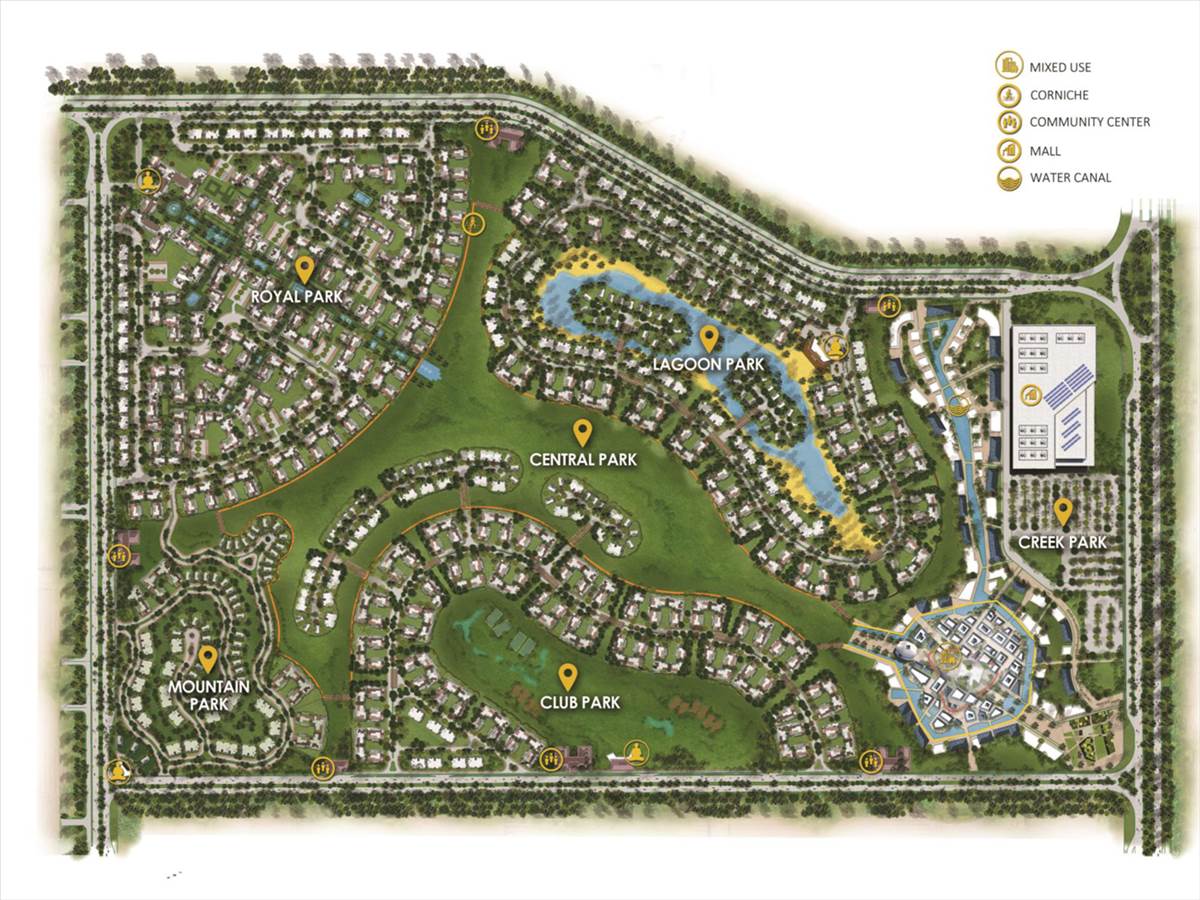 MIXED USE
CORNICHE
COMMUNITY CENTER
MALL
WATER CANAL
ROYAL PARK
LAGOON PARK
CENTRAL PARK
CREEK PARK
MOUNTAIN
PARK
CLUB PARK